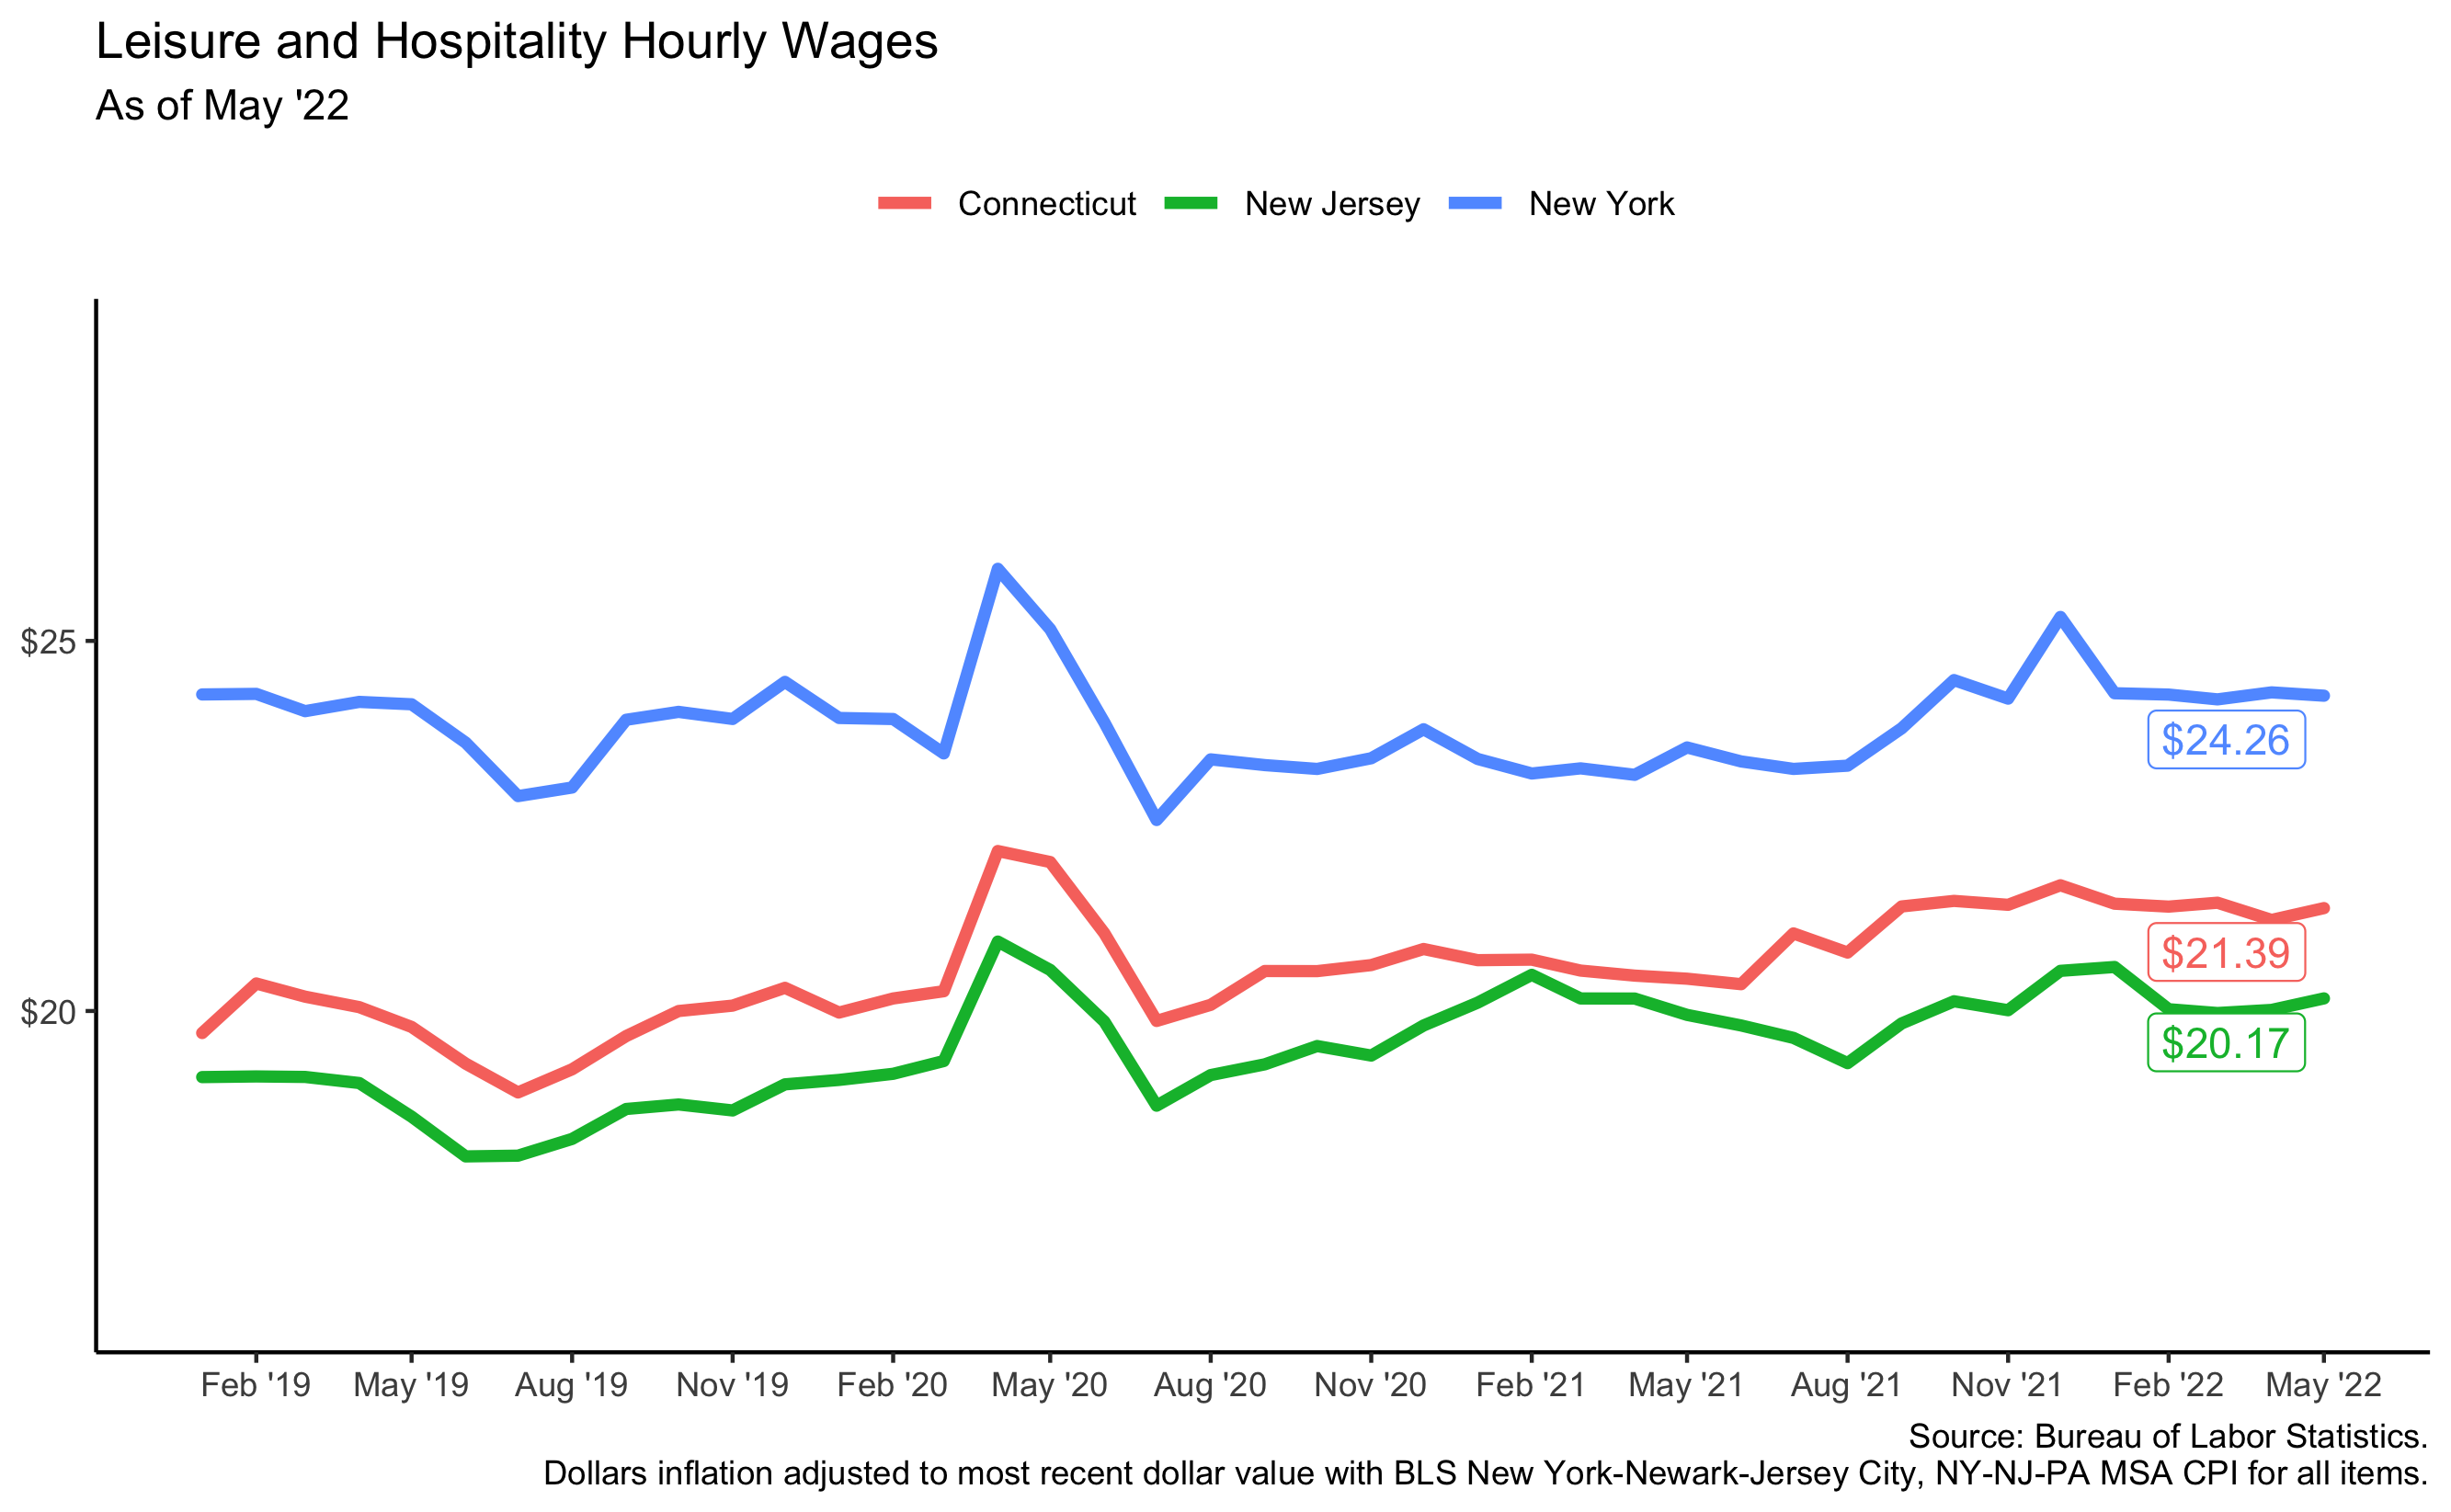 Leisure and Hospitality Hourly Wages
As of May '22
Connecticut New Jersey New York
$25
$20
$24.26
$21.39
$20.17
Feb '19 May '19 Aug '19 Nov '19 Feb '20 May '20 Aug '20 Nov '20 Feb '21 May '21 Aug '21 Nov '21 Feb '22 May '22
Source: Bureau of Labor Statistics.
Dollars inflation adjusted to most recent dollar value with BLS New York-Newark-Jersey City, NY-NJ-PA MSA CPI for all items.